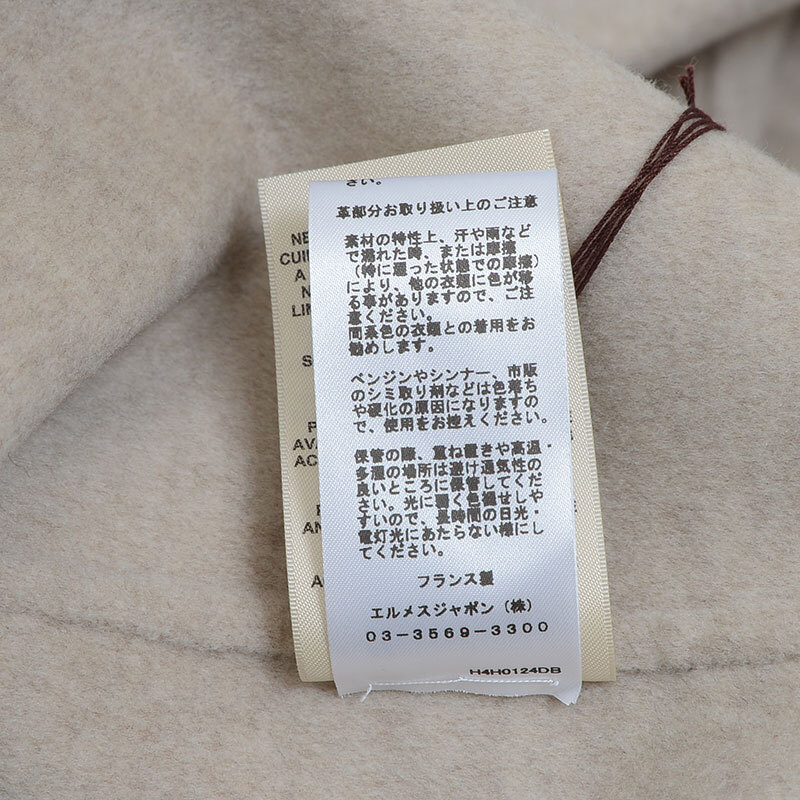 さい。
革部分お取り扱い上のご注意
素材の特性上、汗や雨など
で濡れた時、または摩擦
（特に湿った状態での摩擦）
により、他の衣類に色が移
る事がありますので、ご注
意ください。
同系色の衣類との着用をお
勧めします。
ベンジンやシンナー、市販
のシミ取り剤などは色落ち
や硬化の原因になりますの
で、使用をお控えください。
保管の際、重ね置きや高温・
多湿の場所は避け通気性の
良いところに保管してくだ
さい。光に弱く色褪せしや
すいので、長時間の日光・
電灯光にあたらない様にし
てください。
フランス製
エルメスジャポン（株）
03-3569-3300
H4H0124DB
NE
CUI
A
N
LIN
S
P
AVA
AC
AN
A